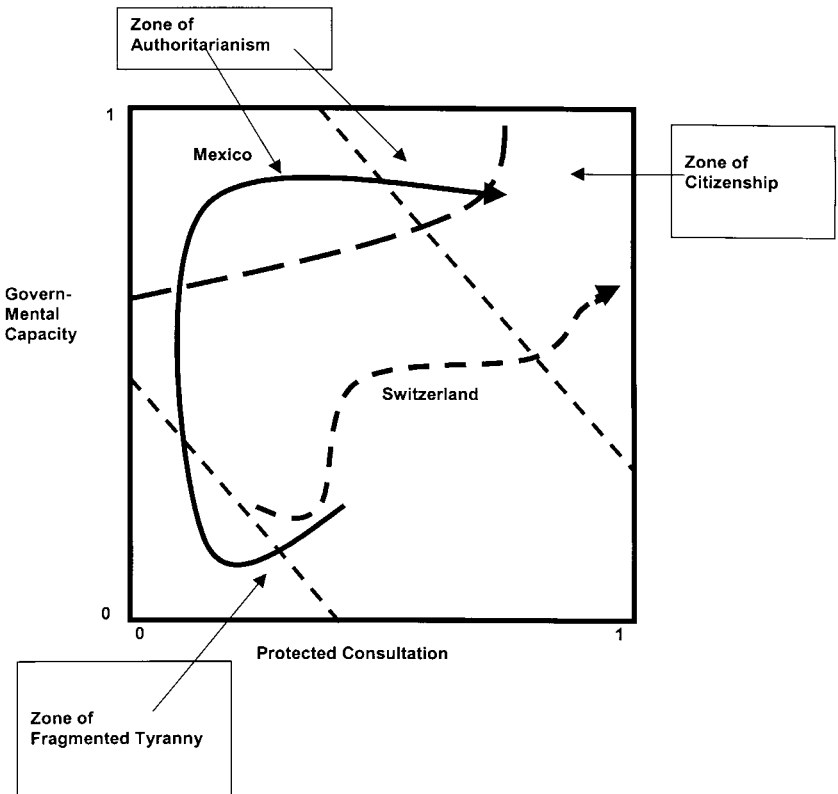 Zone of
Authoritarianism
1
Mexico
Zone of
Citizenship
Govern-
Mental
Capacity
Switzerland
0
0
1
Protected Consultation
Zone of
Fragmented Tyranny